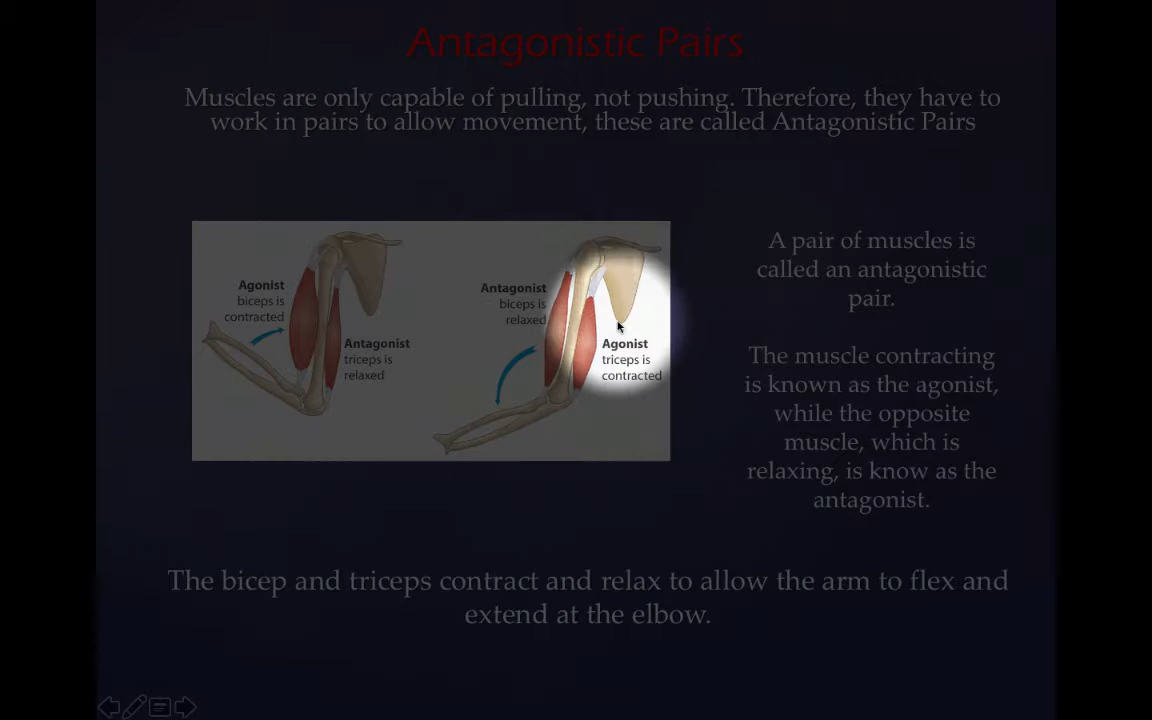 Antagonistic Pairs
Muscles are only capable of pulling, not pushing. Therefore, they have to
work in pairs to allow movement, these are called Antagonistic Pairs
Agonist
biceps is
contracted
Antagonist
triceps is
relaxed
Antagonist
biceps is
relaxed
Agonist
triceps is
contracted
A pair of muscles is
called an antagonistic
pair.
The muscle contracting
is known as the agonist,
while the opposite
muscle, which is
relaxing, is know as the
antagonist.
The bicep and triceps contract and relax to allow the arm to flex and
extend at the elbow.